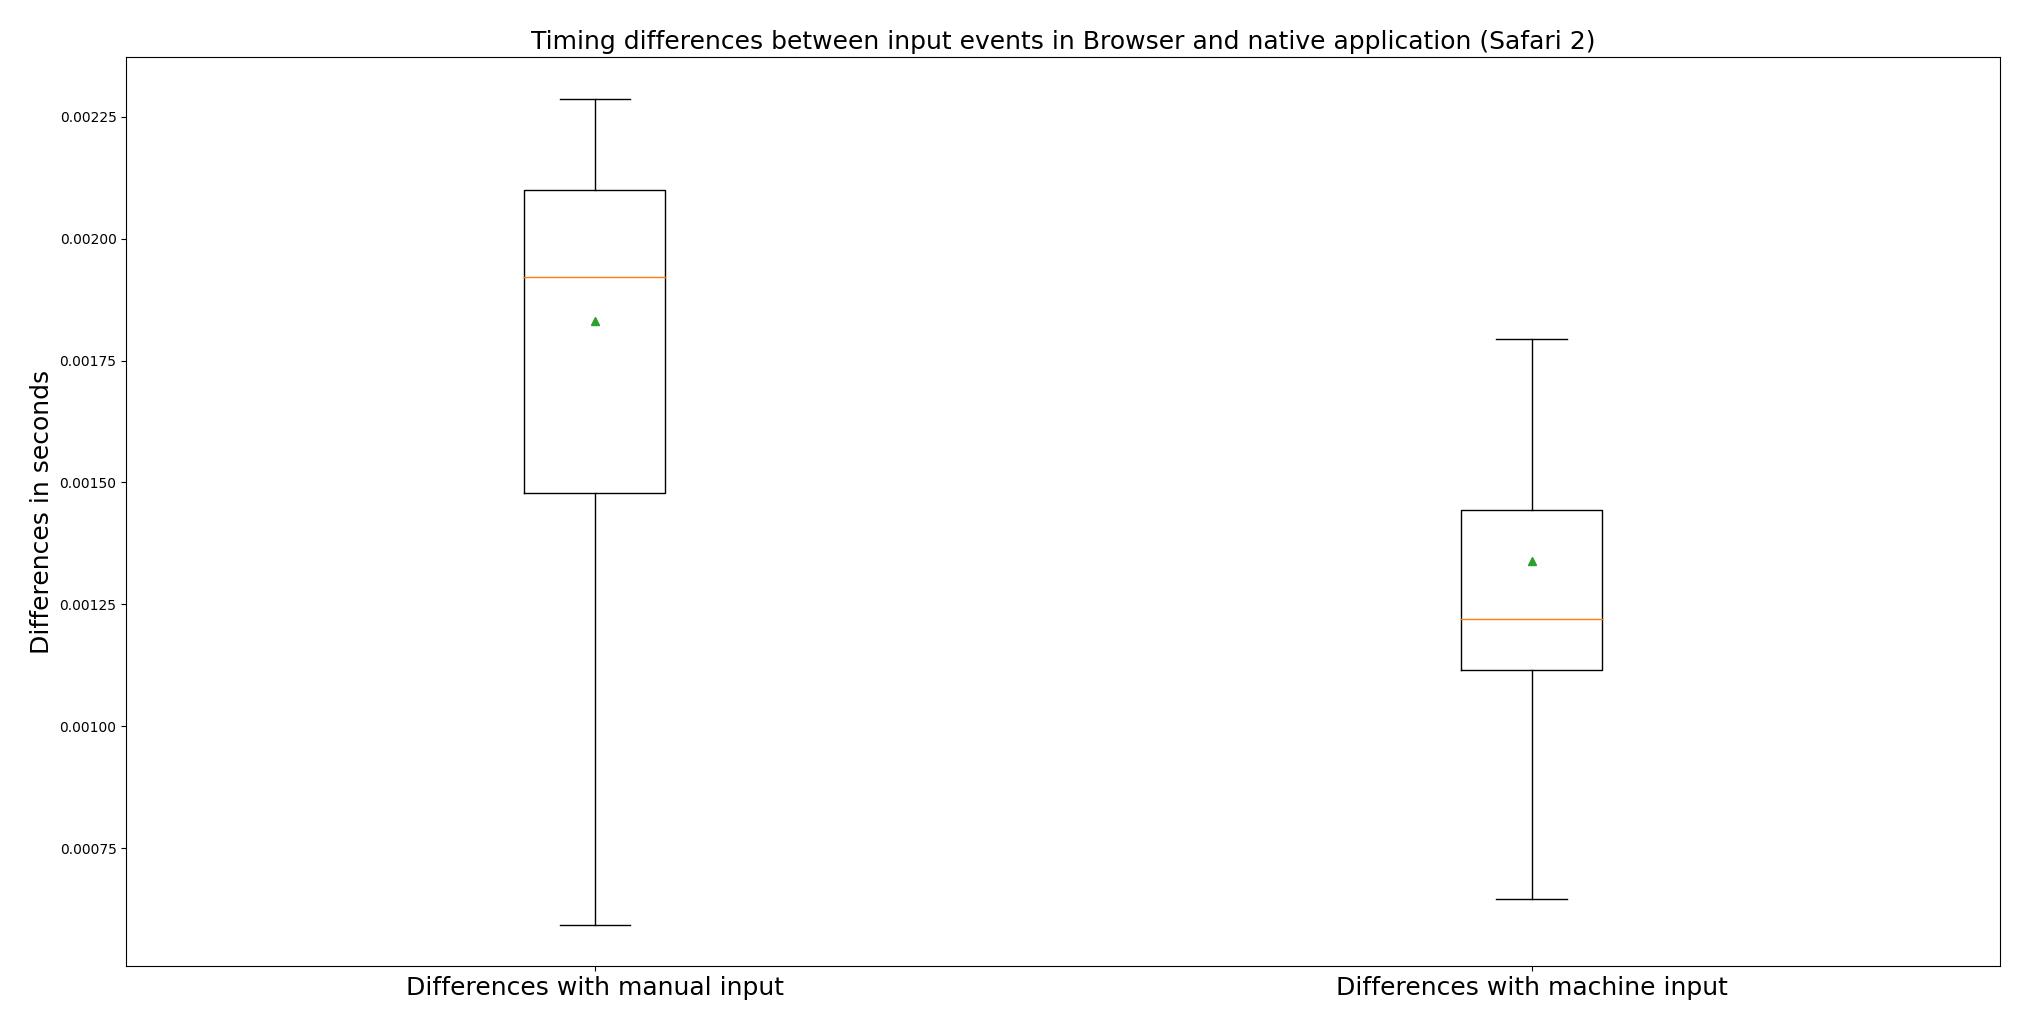 Timing differences between input events in Browser and native application (Safari 2)
Differences in seconds
0.00225
0.00200
0.00175
0.00150
0.00125
0.00100
0.00075
Differences with manual input
Differences with machine input